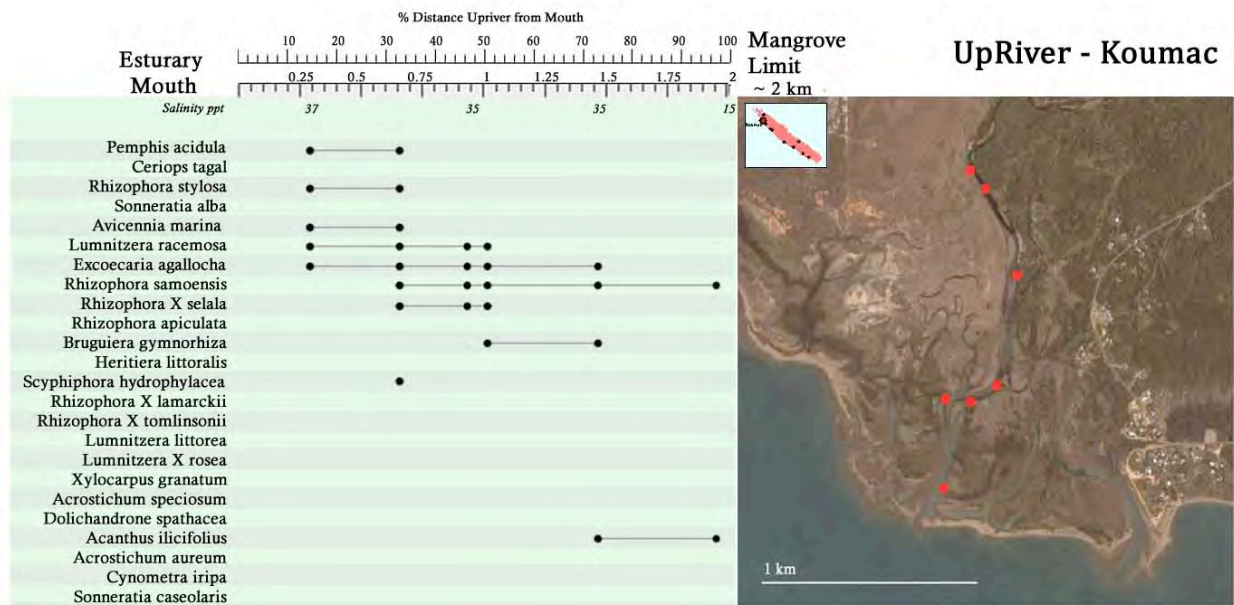 % Distance Upriver from Mouth
10 20 30 40 50 60 70 80 90 100
0.25 0.5 0.75 1 1.25 1.5 1.75 2
Esturary
Mouth
Mangrove
Limit
~ 2 km
UpRiver - Koumac
Salinity ppt 37 35 35 15
Pemphis acidula
Ceriops tagal
Rhizophora stylosa
Sonneratia alba
Avicennia marina
Lumnitzera racemosa
Excoecaria agallocha
Rhizophora samoensis
Rhizophora X selala
Rhizophora apiculata
Bruguiera gymnorhiza
Heritiera littoralis
Scyphiphora hydrophylacea
Rhizophora X lamarckii
Rhizophora X tomlinsonii
Lumnitzera littorea
Lumnitzera X rosea
Xylocarpus granatum
Acrostichum speciosum
Dolichandrone spathacea
Acanthus ilicifolius
Acrostichum aureum
Cynometra iripa
Sonneratia caseolaris
1 km